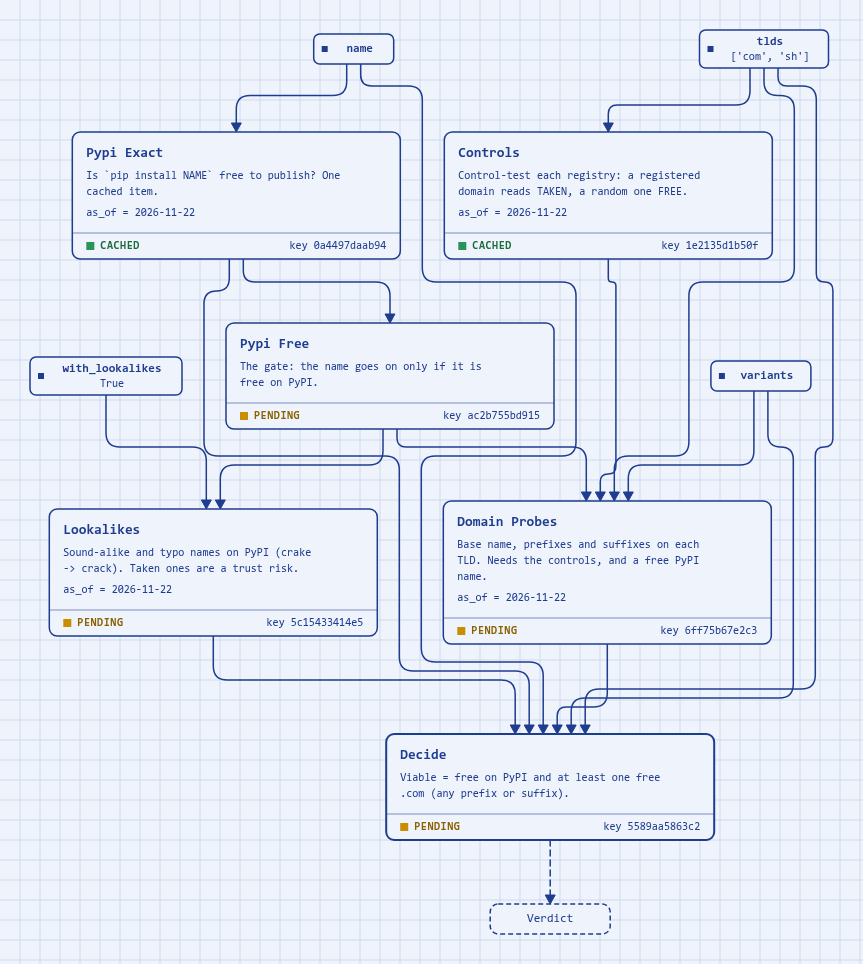 name
tlds
['com', 'sh']
Pypi Exact
Is `pip install NAME` free to publish? One
cached item.
as_of = 2026-11-22
CACHED
key 0a4497daab94
Controls
Control-test each registry: a registered
domain reads TAKEN, a random one FREE.
as_of = 2026-11-22
CACHED
key 1e2135d1b50f
Pypi Free
The gate: the name goes on only if it is
free on PyPI.
PENDING
key ac2b755bd915
with_lookalikes
True
variants
Lookalikes
Sound-alike and typo names on PyPI (crake
-> crack). Taken ones are a trust risk.
as_of = 2026-11-22
PENDING
key 5c15433414e5
Domain Probes
Base name, prefixes and suffixes on each
TLD. Needs the controls, and a free PyPI
name.
as_of = 2026-11-22
PENDING
key 6ff75b67e2c3
Decide
Viable = free on PyPI and at least one free
.com (any prefix or suffix).
PENDING
key 5589aa5863c2
Verdict